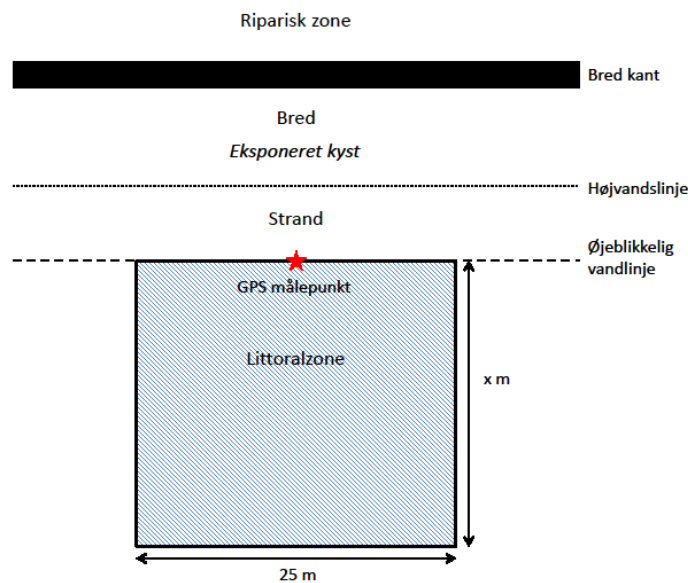 Riparisk zone
Bred kant
Bred
Eksponeret kyst
Højvandslinje
Strand
Øjeblikkelig
vandlinje
GPS målepunkt
Littoralzone
x m
25 m